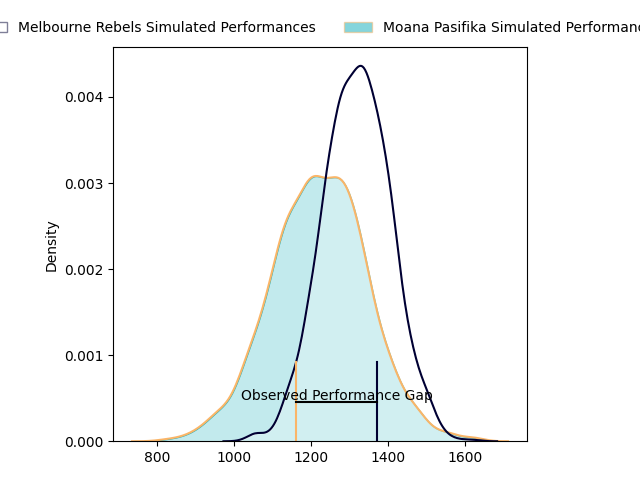 Melbourne Rebels Simulated Performances
Moana Pasifika Simulated
Density
0.004
0.003
0.002
0.001
0.000
Observed Performance Gap
800
1000
1200
1400
1600